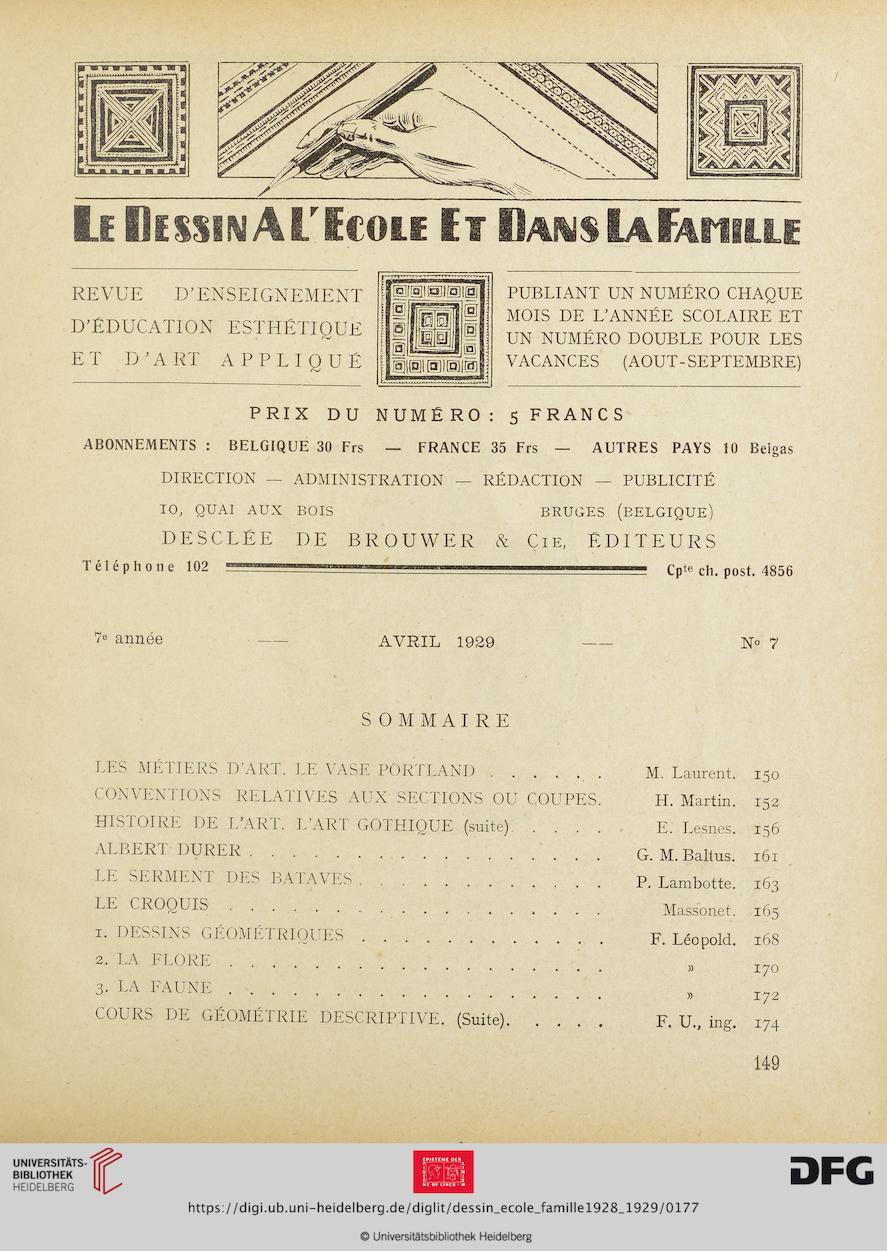 LE DESSIN A L'ECOLE ET DANS LA FAMILLE
REVUE D'ENSEIGNEMENT
D'ÉDUCATION ESTHÉTIQUE
ET D'ART APPLIQUÉ
PUBLIANT UN NUMÉRO CHAQUE
MOIS DE L'ANNÉE SCOLAIRE ET
UN NUMÉRO DOUBLE POUR LES
VACANCES (AOUT-SEPTEMBRE)
PRIX DU NUMÉRO: 5 FRANCS
ABONNEMENTS : BELGIQUE 30 Frs — FRANCE 35 Frs — AUTRES PAYS 10 Belgas
DIRECTION — ADMINISTRATION — RÉDACTION — PUBLICITÉ
10, QUAI AUX BOIS BRUGES (BELGIQUE)
DESCLÉE DE BROUWER & CIE, ÉDITEURS
Téléphone 102 Cpte ch. post. 4856
7e année — AVRIL 1929 — No 7
SOMMAIRE
LES MÉTIERS D'ART. LE VASE PORTLAND . . . . . . M. Laurent. 150
CONVENTIONS RELATIVES AUX SECTIONS OU COUPES. H. Martin. 152
HISTOIRE DE L'ART. L'ART GOTHIQUE (suite). . . . . E. Lesnes. 156
ALBERT DURER . . . . . . . . . . . . . . . . . G. M. Baltus. 161
LE SERMENT DES BATAVES . . . . . . . . . . . . P. Lambotte. 163
LE CROQUIS . . . . . . . . . . . . . . . . . . Massonet. 165
1. DESSINS GÉOMÉTRIQUES . . . . . . . . . . . . F. Léopold. 168
2. LA FLORE . . . . . . . . . . . . . . . . . . » 170
3. LA FAUNE . . . . . . . . . . . . . . . . . . » 172
COURS DE GÉOMÉTRIE DESCRIPTIVE. (Suite). . . . . F. U., ing. 174
149
UNIVERSITÄTS-
BIBLIOTHEK
HEIDELBERG
DFG
https://digi.ub.uni-heidelberg.de/diglit/dessin_ecole_famille1928_1929/0177
© Universitätsbibliothek Heidelberg